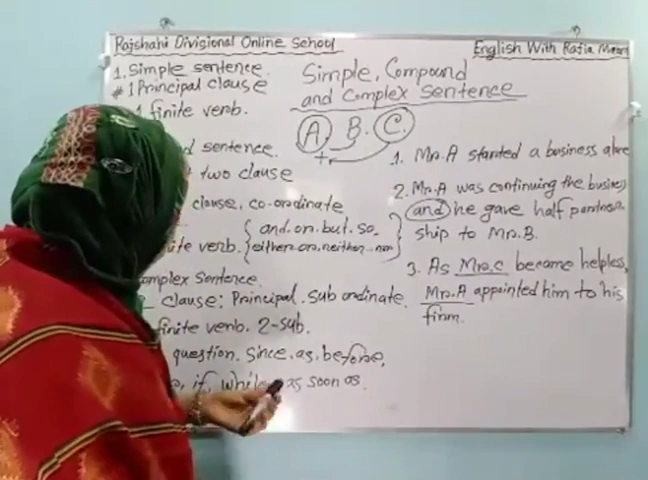 Rajshahi Divisional Online School
English With Rafia
1. Simple sentence.
# 1 Principal clause
1 finite verb.
Simple, Compound
and Complex Sentence
A B. C.
+
sentence.
two clause
clause, co-ordinate
verb. { and. or. but. so.
either-or, neither..nor }
Complex Sentence.
Clause: Principal. Subordinate.
finite verb. 2-sub.
question. Since. as. before,
if, while as soon as.
1. Mr. A started a business alone
2. Mr. A was continuing the business
and he gave half partner-
ship to Mr. B.
3. As Mr. C became helpless,
Mr. A appointed him to his
firm.